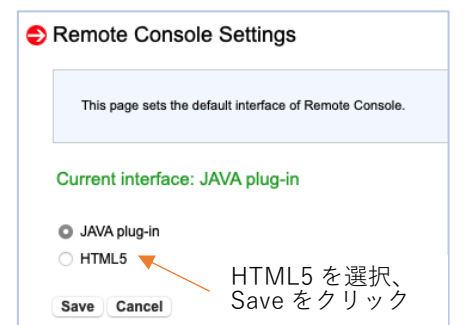 Remote Console Settings
This page sets the default interface of Remote Console.
Current interface: JAVA plug-in
JAVA plug-in
HTML5
HTML5 を選択、
Save をクリック
Save Cancel